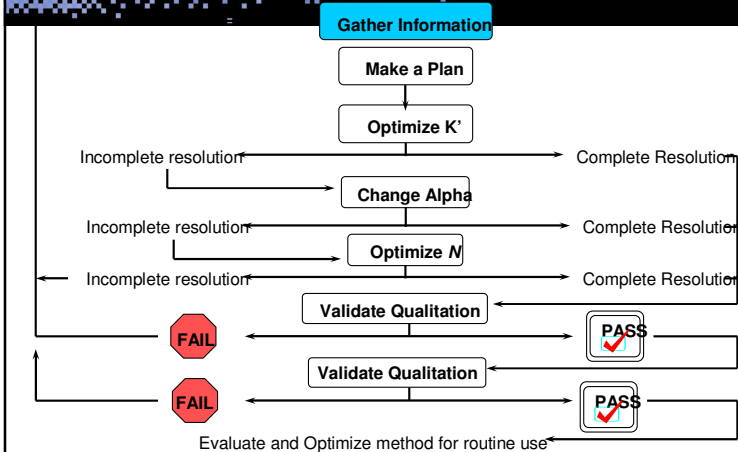 Gather Information
Make a Plan
Optimize K’
Incomplete resolution
Complete Resolution
Change Alpha
Incomplete resolution
Complete Resolution
Optimize N
Incomplete resolution
Complete Resolution
Validate Qualitation
FAIL
PASS
Validate Qualitation
FAIL
PASS
Evaluate and Optimize method for routine use